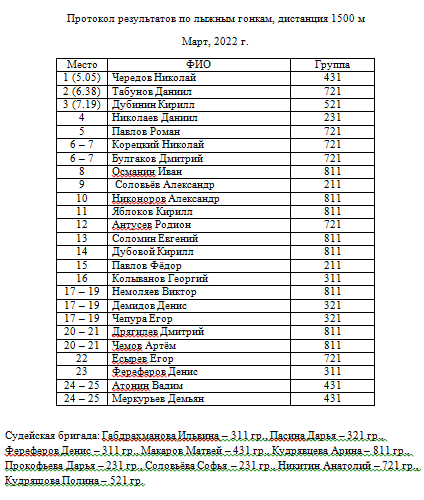 Протокол результатов по лыжным гонкам, дистанция 1500 м
Март, 2022 г.
Место ФИО Группа
1 (5.05) Чередов Николай 431
2 (6.38) Табунов Даниил 721
3 (7.19) Дубинин Кирилл 521
4 Николаев Даниил 231
5 Павлов Роман 721
6 – 7 Корецкий Николай 721
6 – 7 Булгаков Дмитрий 721
8 Османин Иван 811
9 Соловьёв Александр 211
10 Никоноров Александр 811
11 Яблоков Кирилл 811
12 Антусев Родион 721
13 Соломин Евгений 811
14 Дубовой Кирилл 811
15 Павлов Фёдор 211
16 Колыванов Георгий 311
17 – 19 Немоляев Виктор 811
17 – 19 Демидов Денис 321
17 – 19 Чепура Егор 321
20 – 21 Дрягилев Дмитрий 811
20 – 21 Чемов Артём 811
22 Есырев Егор 721
23 Фереферов Денис 311
24 – 25 Атонин Вадим 431
24 – 25 Меркурьев Демьян 431
Судейская бригада: Габдрахманова Ильвина – 311 гр., Пасина Дарья – 321 гр.,
Фереферов Денис – 311 гр., Макаров Матвей – 431 гр., Кудрявцева Арина – 811 гр.,
Прокофьева Дарья – 231 гр., Соловьёва Софья – 231 гр., Никитин Анатолий – 721 гр.,
Кудряшова Полина – 521 гр.